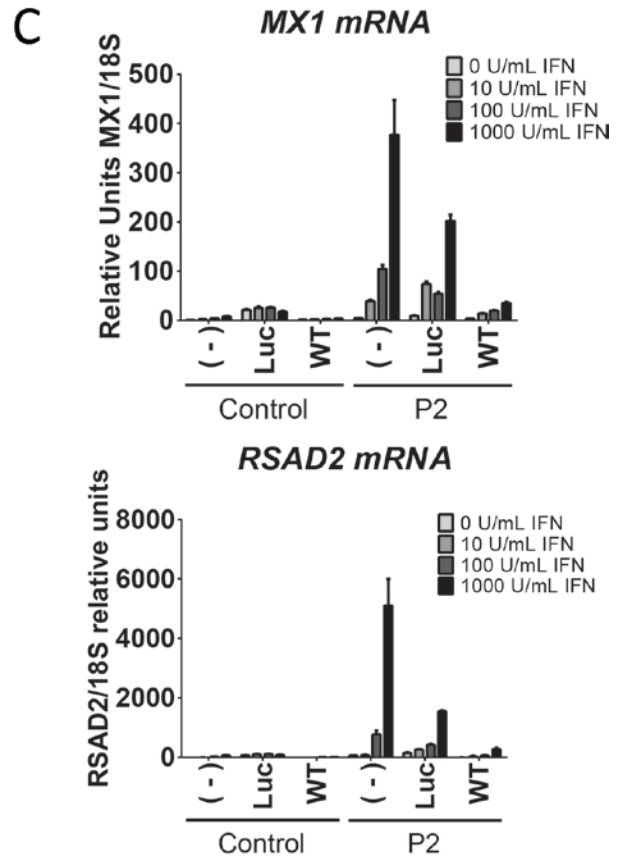 C
MX1 mRNA
Relative Units MX1/18S
500
400
300
200
100
0
0 U/mL IFN
10 U/mL IFN
100 U/mL IFN
1000 U/mL IFN
(-) Luc WT (-) Luc WT
Control P2
RSAD2 mRNA
RSAD2/18S relative units
8000
6000
4000
2000
0
0 U/mL IFN
10 U/mL IFN
100 U/mL IFN
1000 U/mL IFN
(-) Luc WT (-) Luc WT
Control P2